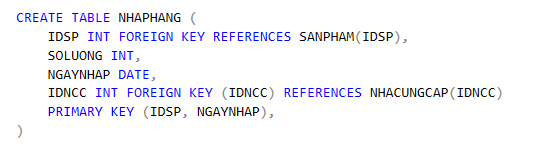 CREATE TABLE NHAPHANG (
IDSP INT FOREIGN KEY REFERENCES SANPHAM(IDSP),
SOLUONG INT,
NGAYNHAP DATE,
IDNCC INT FOREIGN KEY (IDNCC) REFERENCES NHACUNGCAP(IDNCC)
PRIMARY KEY (IDSP, NGAYNHAP),
)